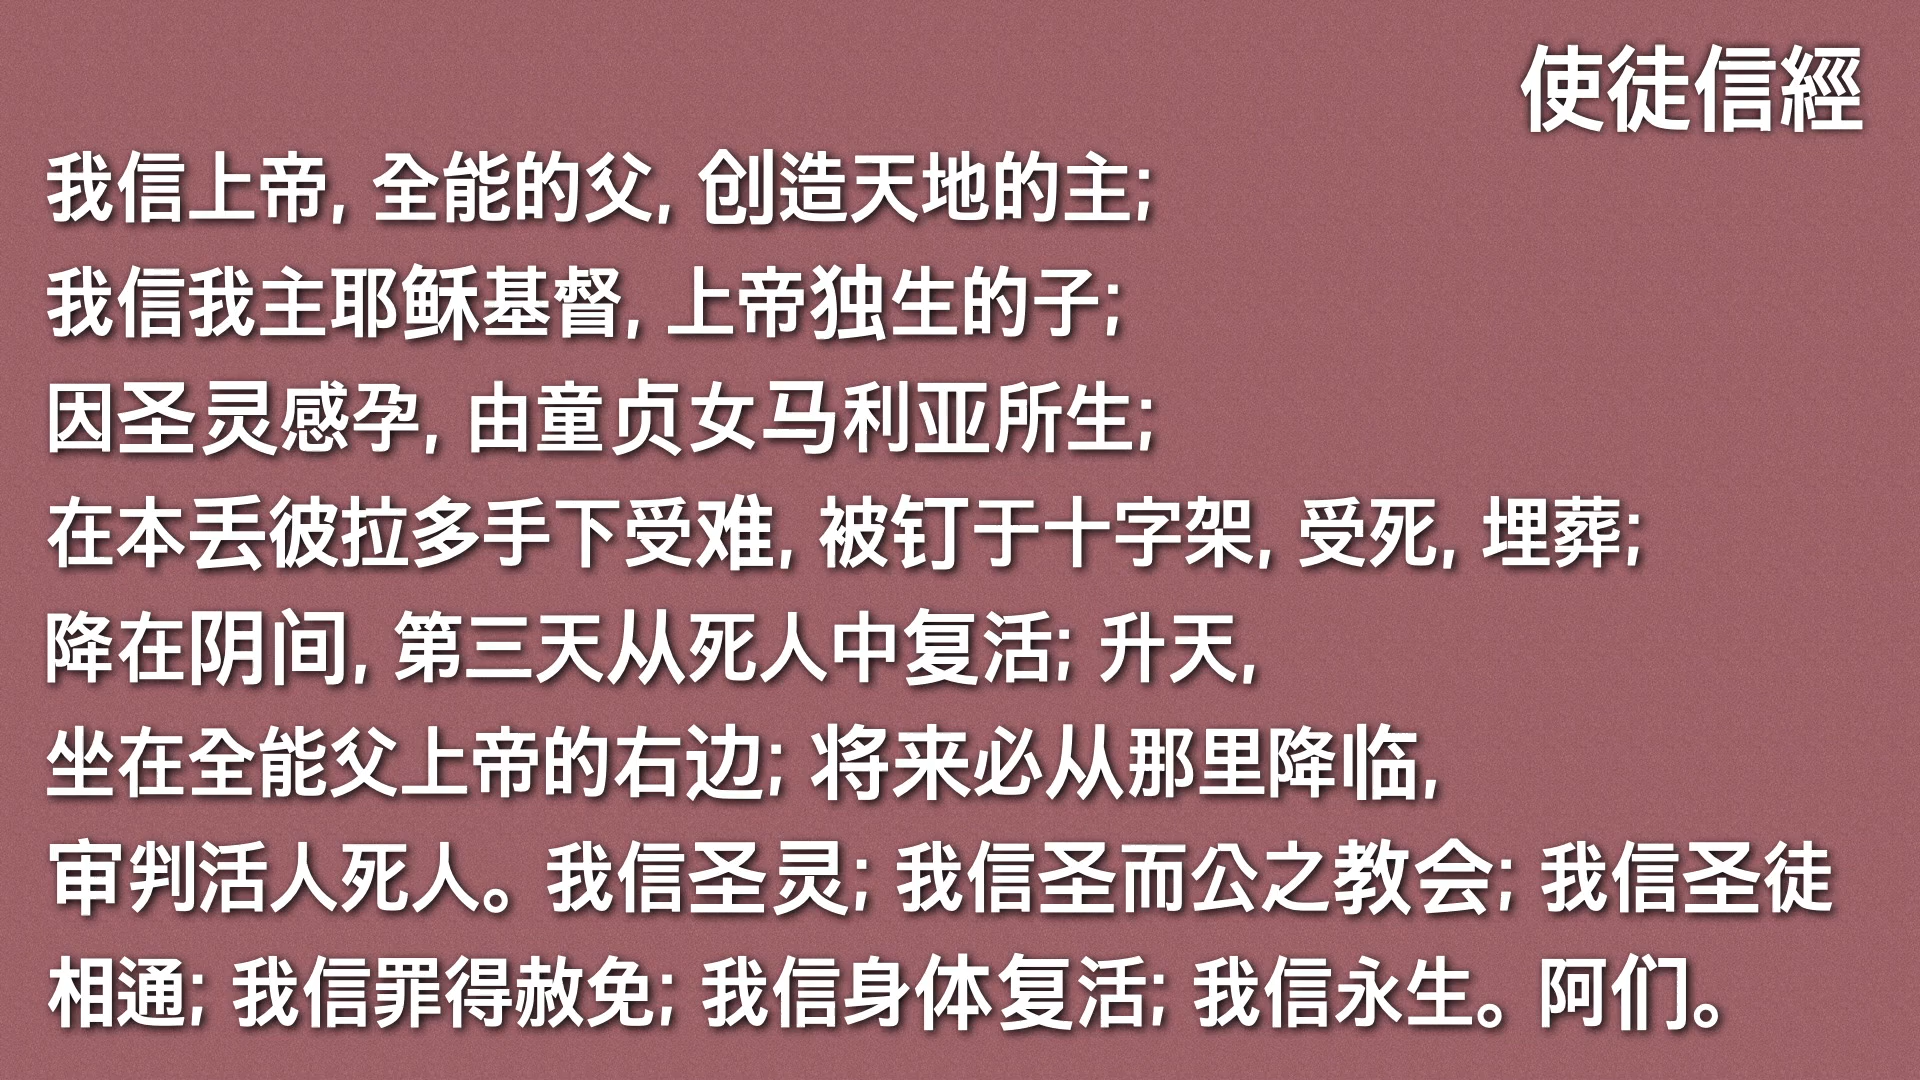 使徒信經
我信上帝, 全能的父, 创造天地的主;
我信我主耶稣基督, 上帝独生的子;
因圣灵感孕, 由童贞女马利亚所生;
在本丢彼拉多手下受难, 被钉于十字架, 受死, 埋葬;
降在阴间, 第三天从死人中复活; 升天,
坐在全能父上帝的右边; 将来必从那里降临,
审判活人死人。我信圣灵; 我信圣而公之教会; 我信圣徒
相通; 我信罪得赦免; 我信身体复活; 我信永生。阿们。